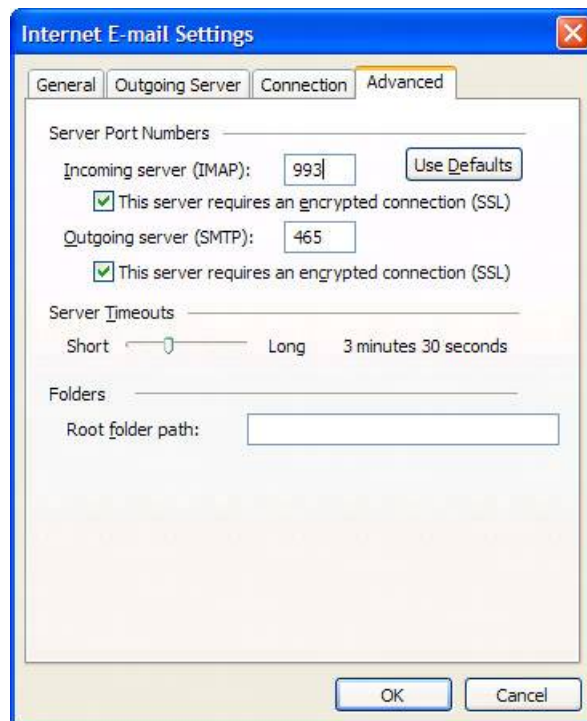 Internet E-mail Settings
General Outgoing Server Connection Advanced
Server Port Numbers
Incoming server (IMAP): 993 Use Defaults
This server requires an encrypted connection (SSL)
Outgoing server (SMTP): 465
This server requires an encrypted connection (SSL)
Server Timeouts
Short Long 3 minutes 30 seconds
Folders
Root folder path:
OK Cancel